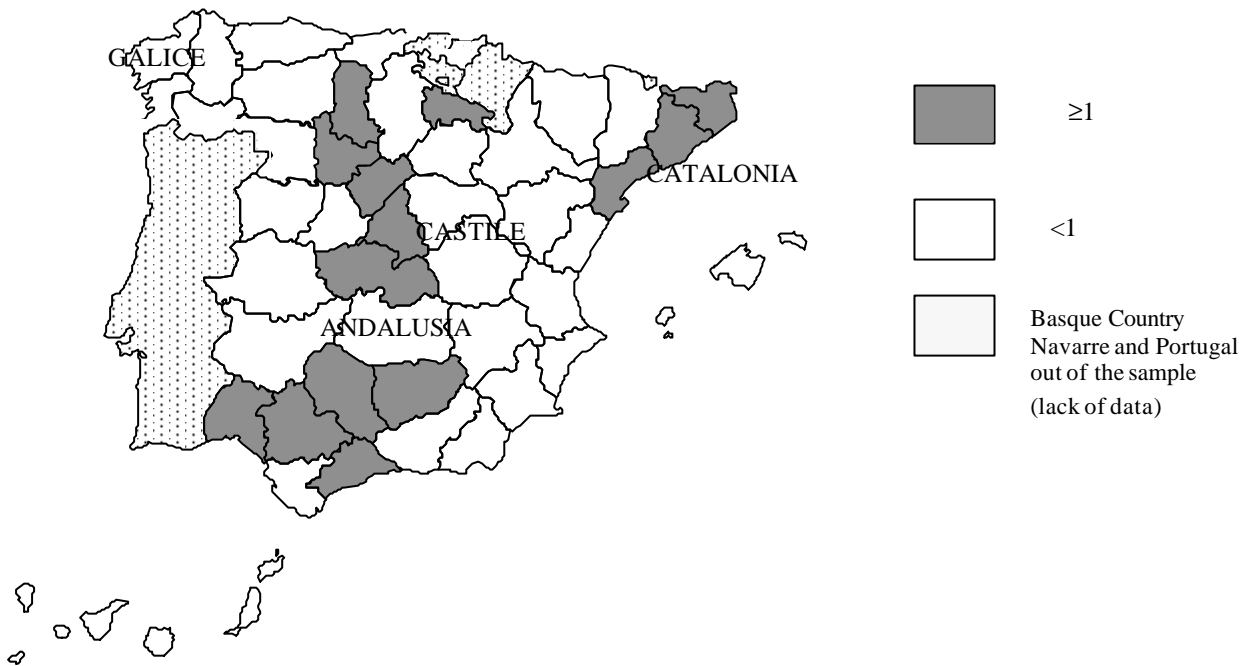 GALICE
CATALONIA
CASTILE
ANDALUSIA
≥1
<1
Basque Country
Navarre and Portugal
out of the sample
(lack of data)